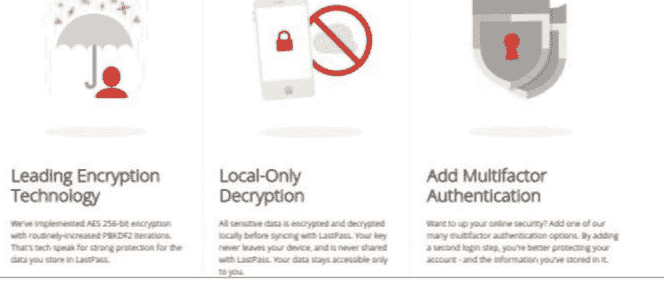 Leading Encryption
Technology
We've implemented AES 256-bit encryption
with routinely-increased PBKDF2 iterations.
That's tech speak for strong protection for the
data you store in LastPass.
Local-Only
Decryption
All sensitive data is encrypted and decrypted
locally before syncing with LastPass. Your key
never leaves your device, and is never shared
with LastPass. Your data stays accessible only
to you.
Add Multifactor
Authentication
Want to up your online security? Add one of our
many multifactor authentication options. By adding
a second login step, you're better protecting your
account - and the information you've stored in it.